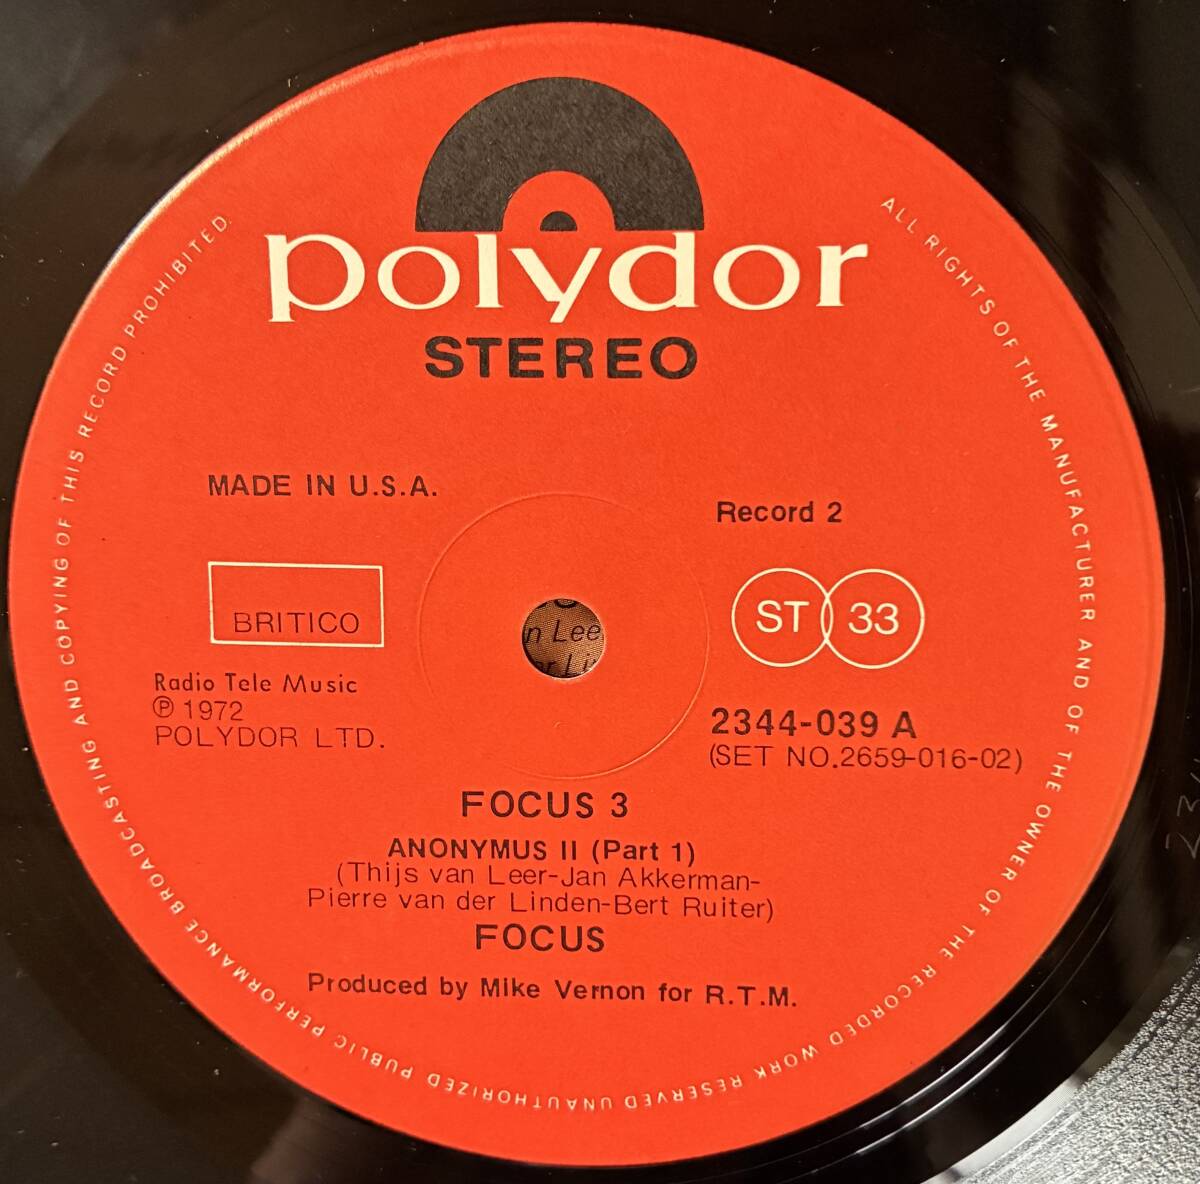 polydor
STEREO
MADE IN U.S.A.
Record 2
BRITICO
ST 33
Radio Tele Music
℗ 1972
POLYDOR LTD.
2344-039 A
(SET NO.2659-016-02)
FOCUS 3
ANONYMUS II (Part 1)
(Thijs van Leer-Jan Akkerman-
Pierre van der Linden-Bert Ruiter)
FOCUS
Produced by Mike Vernon for R.T.M.
ALL RIGHTS OF THE MANUFACTURER AND OF THE OWNER OF THE RECORDED WORK RESERVED UNAUTHORIZED PUBLIC PERFORMANCE BROADCASTING AND COPYING OF THIS RECORD PROHIBITED.
n Lee